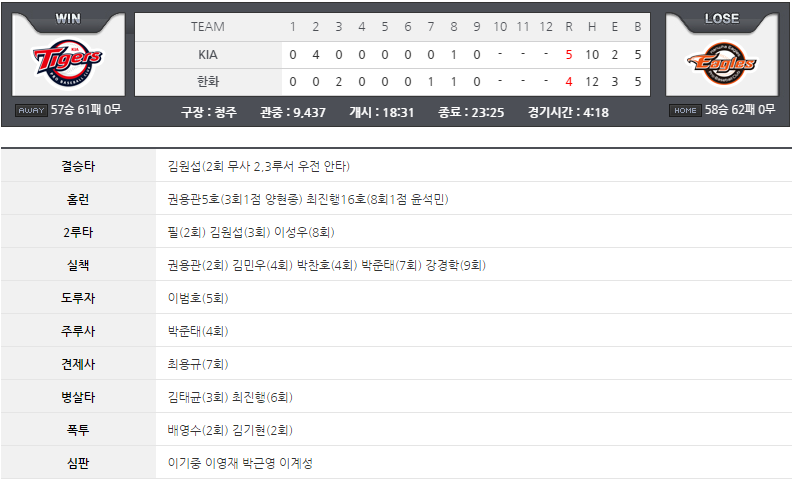 WIN
Tigers
AWAY 57승 61패 0무
TEAM 1 2 3 4 5 6 7 8 9 10 11 12 R H E B
KIA 0 4 0 0 0 0 0 1 0 - - - 5 10 2 5
한화 0 0 2 0 0 0 1 1 0 - - - 4 12 3 5
구장 : 청주 관중 : 9,437 개시 : 18:31 종료 : 23:25 경기시간 : 4:18
LOSE
Eagles
HOME 58승 62패 0무
결승타 김원섭(2회 무사 2,3루서 우전 안타)
홈런 권용관5호(3회1점 양현종) 최진행16호(8회1점 윤석민)
2루타 필(2회) 김원섭(3회) 이성우(8회)
실책 권용관(2회) 김민우(4회) 박찬호(4회) 박준태(7회) 강경학(9회)
도루자 이범호(5회)
주루사 박준태(4회)
견제사 최용규(7회)
병살타 김태균(3회) 최진행(6회)
폭투 배영수(2회) 김기현(2회)
심판 이기중 이영재 박근영 이계성